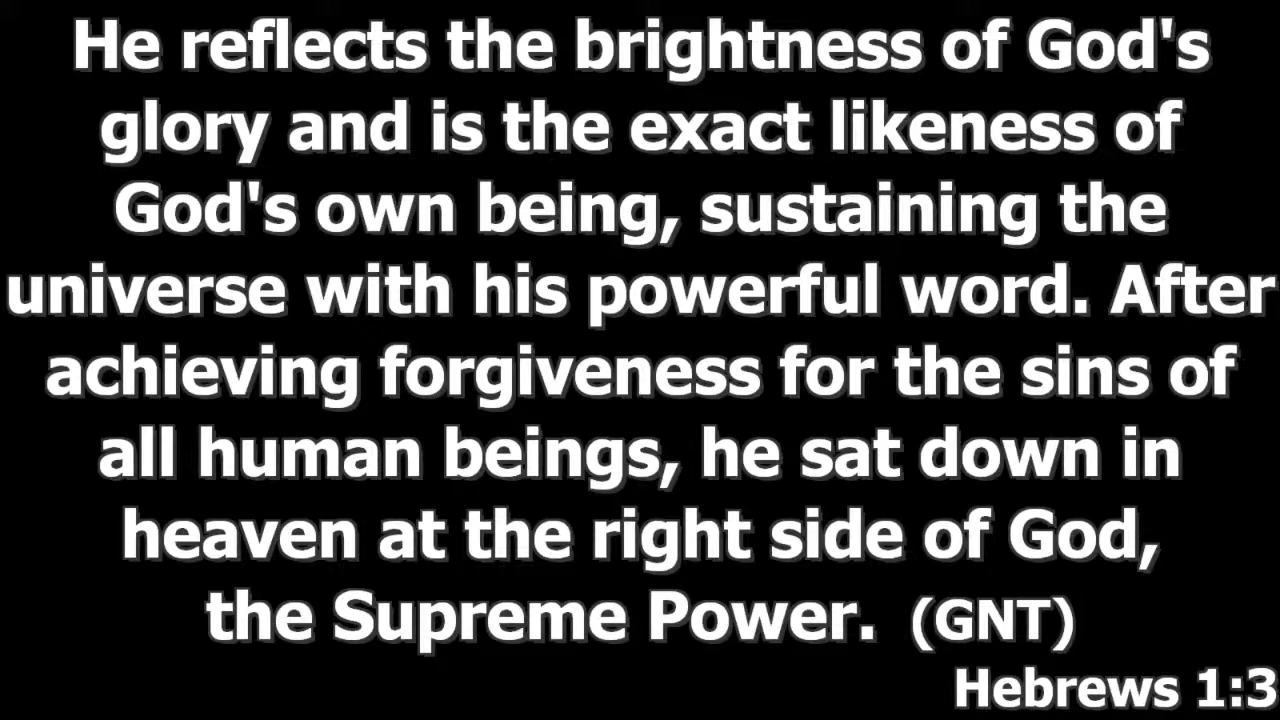 He reflects the brightness of God's
glory and is the exact likeness of
God's own being, sustaining the
universe with his powerful word. After
achieving forgiveness for the sins of
all human beings, he sat down in
heaven at the right side of God,
the Supreme Power. (GNT)
Hebrews 1:3